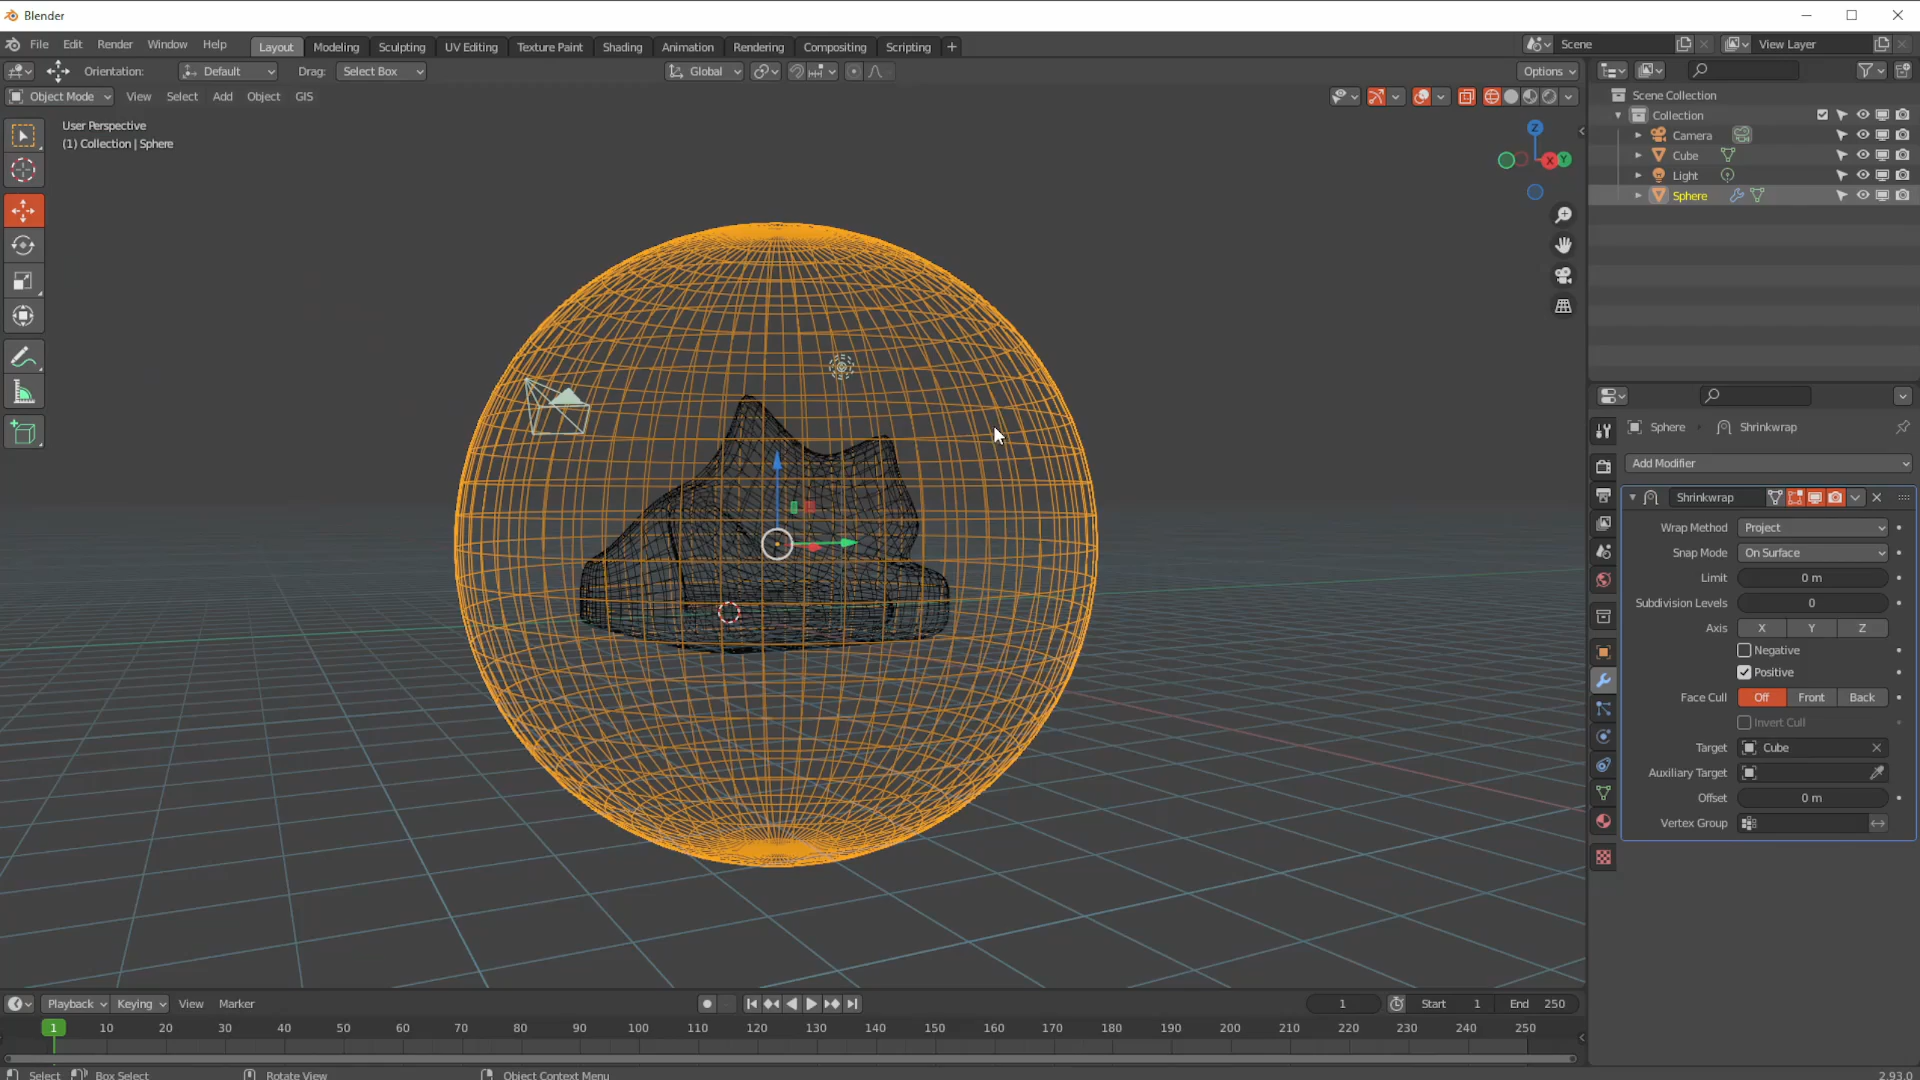 Blender
File Edit Render Window Help Layout Modeling Sculpting UV Editing Texture Paint Shading Animation Rendering Compositing Scripting + Scene View Layer
Orientation: Default Drag: Select Box Global Options
Object Mode View Select Add Object GIS
User Perspective
(1) Collection | Sphere
Z
X Y
Scene Collection
Collection
Camera
Cube
Light
Sphere
Sphere Shrinkwrap
Add Modifier
Shrinkwrap
Wrap Method Project
Snap Mode On Surface
Limit 0 m
Subdivision Levels 0
Axis X Y Z
Negative
Positive
Face Cull Off Front Back
Invert Cull
Target Cube
Auxiliary Target
Offset 0 m
Vertex Group
Playback Keying View Marker 1 Start 1 End 250
1 10 20 30 40 50 60 70 80 90 100 110 120 130 140 150 160 170 180 190 200 210 220 230 240 250
Select Box Select Rotate View Object Context Menu 2.93.0